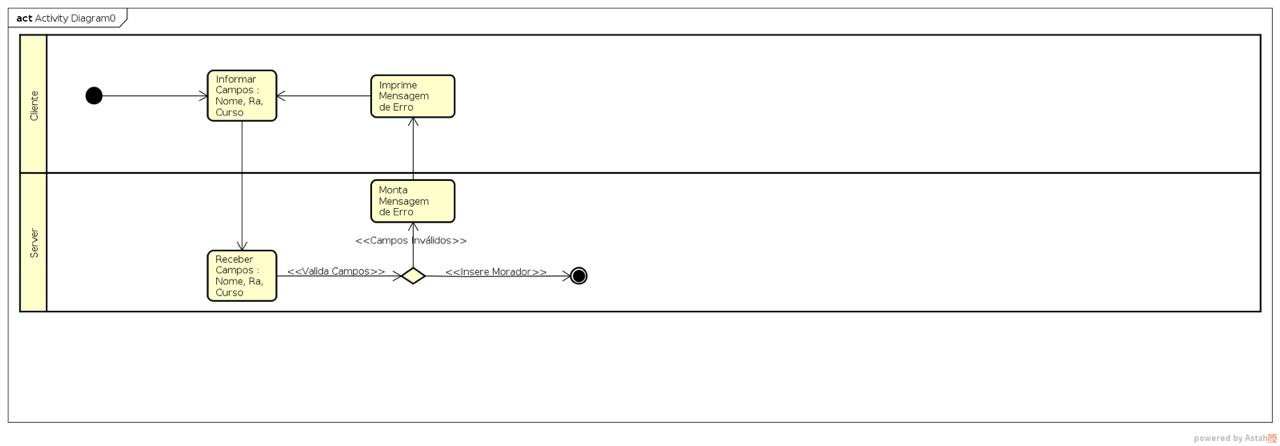 act Activity Diagram0
Cliente
Informar
Campos :
Nome, Ra,
Curso
Imprime
Mensagem
de Erro
Server
Monta
Mensagem
de Erro
<<Campos Inválidos>>
Receber
Campos :
Nome, Ra,
Curso
<<Valida Campos>>
<<Insere Morador>>
powered by Astah